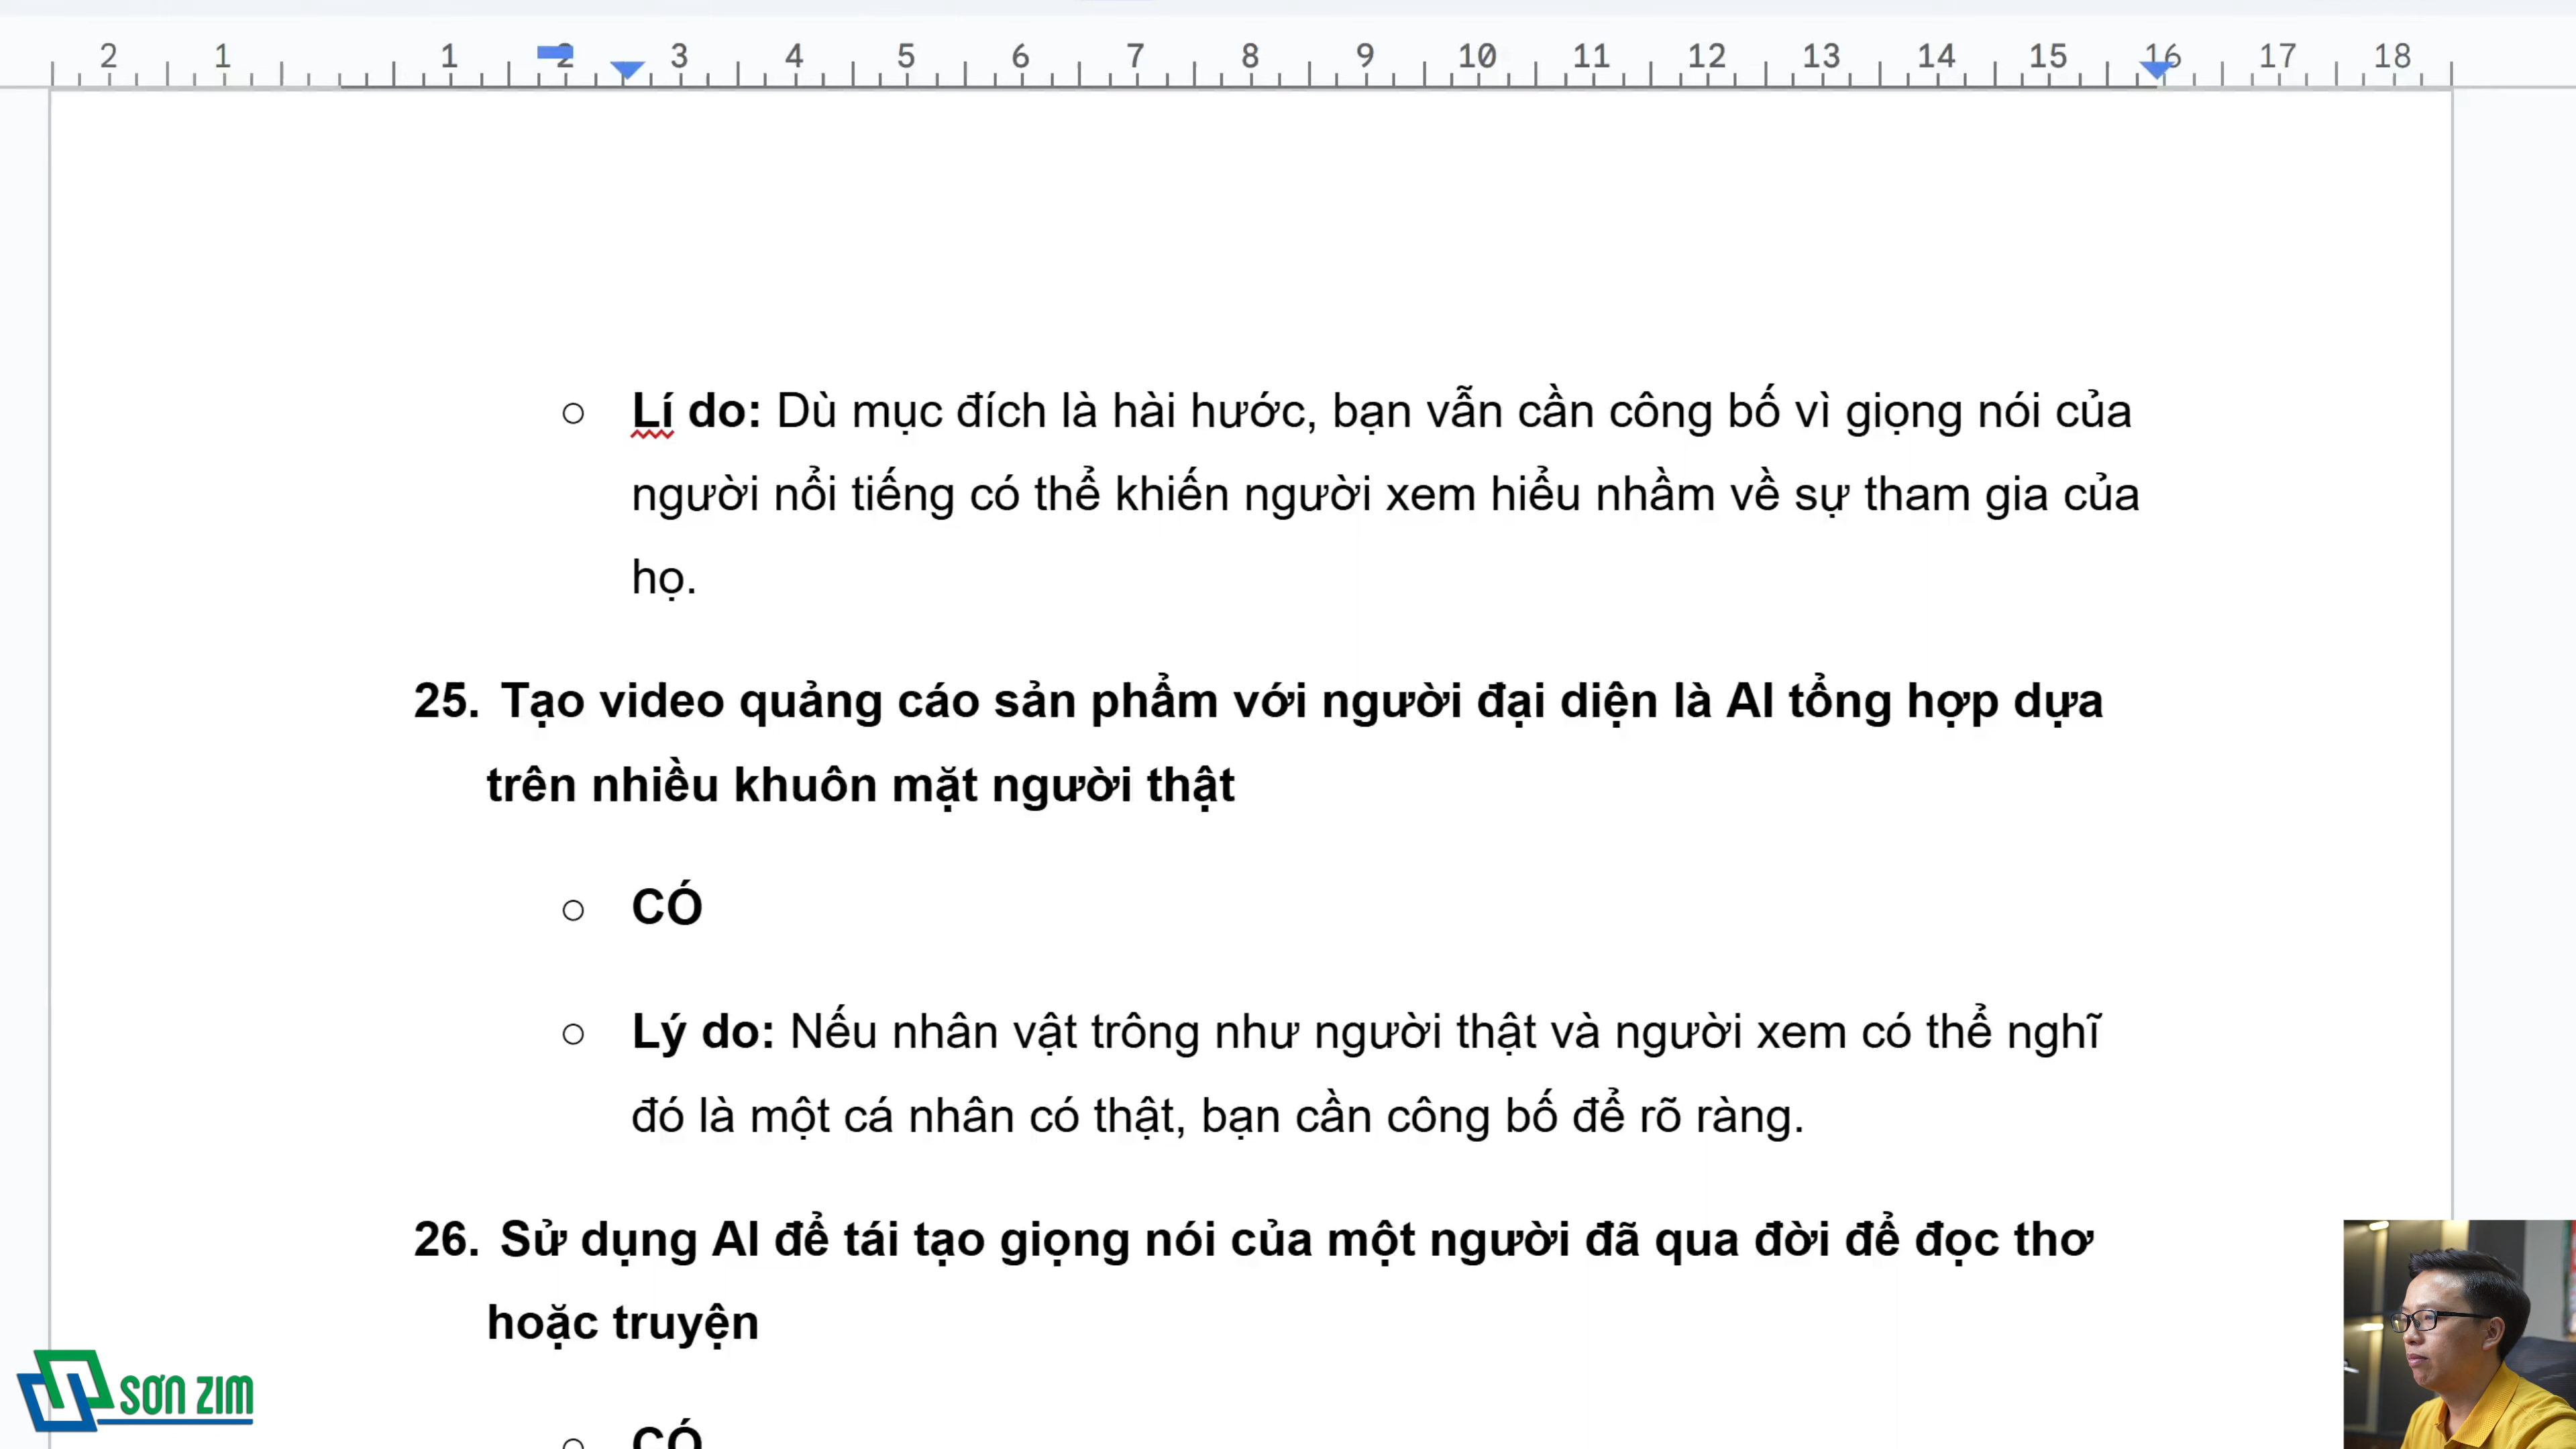 2 1 1 2 3 4 5 6 7 8 9 10 11 12 13 14 15 16 17 18
○ Lí do: Dù mục đích là hài hước, bạn vẫn cần công bố vì giọng nói của
người nổi tiếng có thể khiến người xem hiểu nhầm về sự tham gia của
họ.
25. Tạo video quảng cáo sản phẩm với người đại diện là AI tổng hợp dựa
trên nhiều khuôn mặt người thật
○ CÓ
○ Lý do: Nếu nhân vật trông như người thật và người xem có thể nghĩ
đó là một cá nhân có thật, bạn cần công bố để rõ ràng.
26. Sử dụng AI để tái tạo giọng nói của một người đã qua đời để đọc thơ
hoặc truyện
○ CÓ
SƠN ZIM